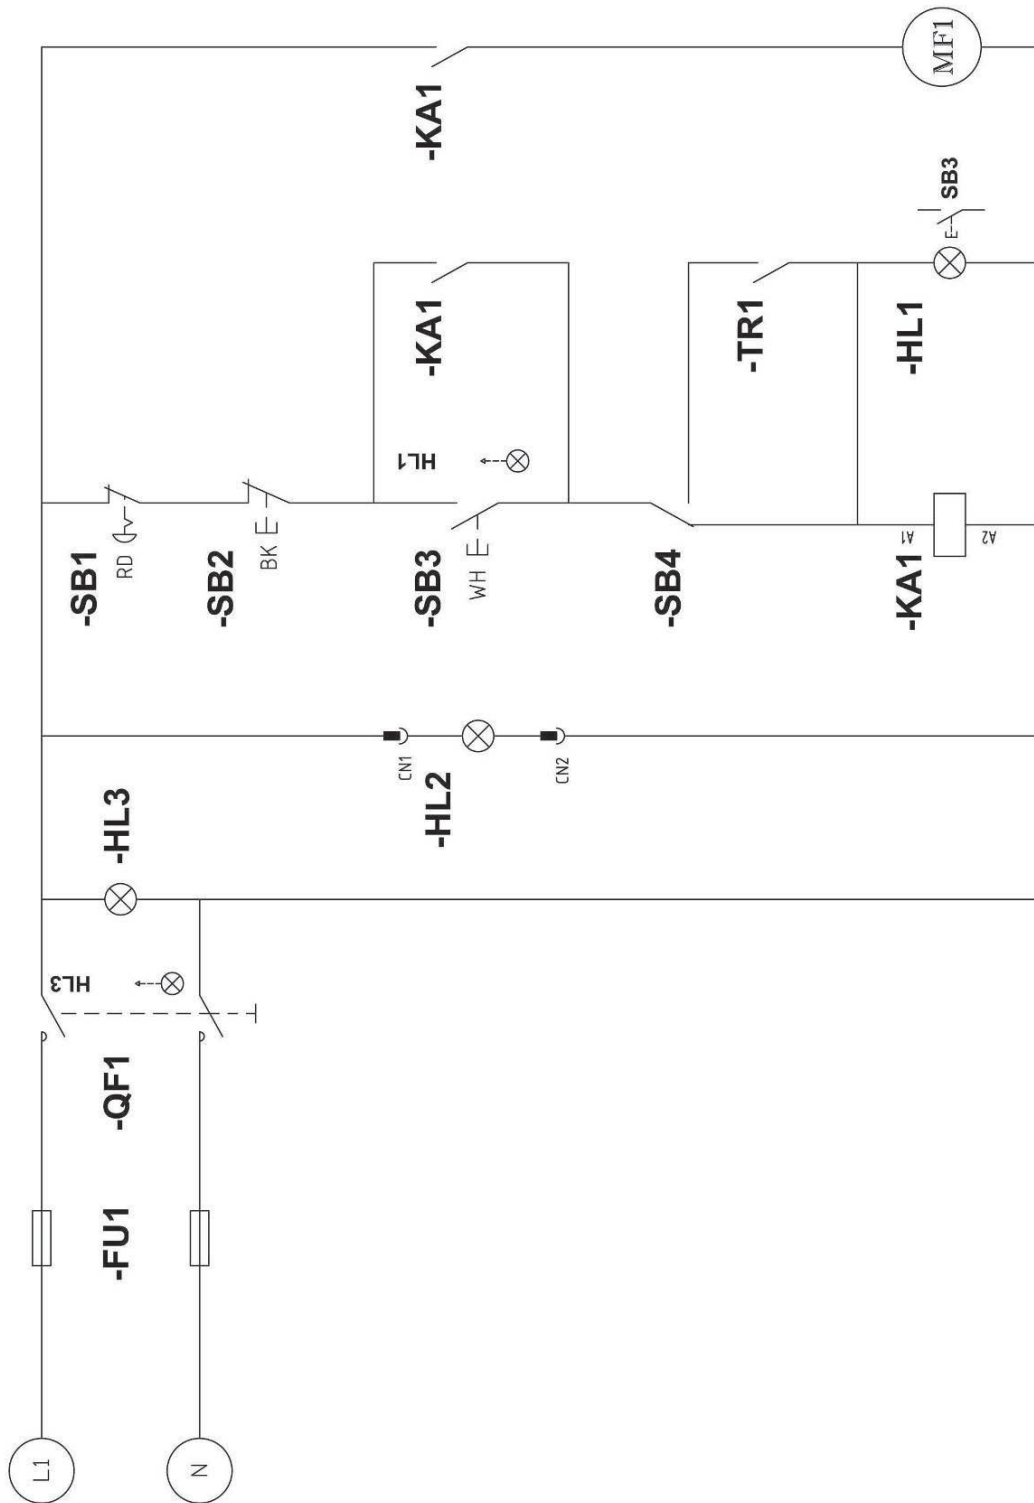 L1
N
-FU1
-QF1
HL3
-HL3
-HL2
CN1
CN2
-SB1
RD
-SB2
BK
-SB3
WH
HL1
-KA1
-SB4
-TR1
-KA1
A1
A2
-HL1
SB3
-KA1
MF1